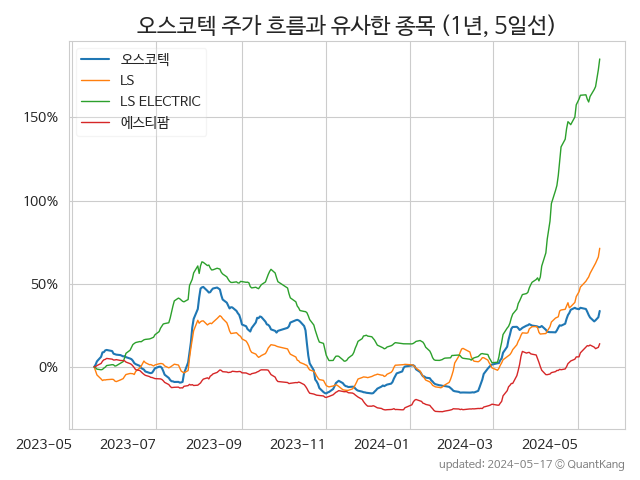 오스코텍 주가 흐름과 유사한 종목 (1년, 5일선)
오스코텍
LS
LS ELECTRIC
에스티팜
150%
100%
50%
0%
2023-05 2023-07 2023-09 2023-11 2024-01 2024-03 2024-05
updated: 2024-05-17 © QuantKang